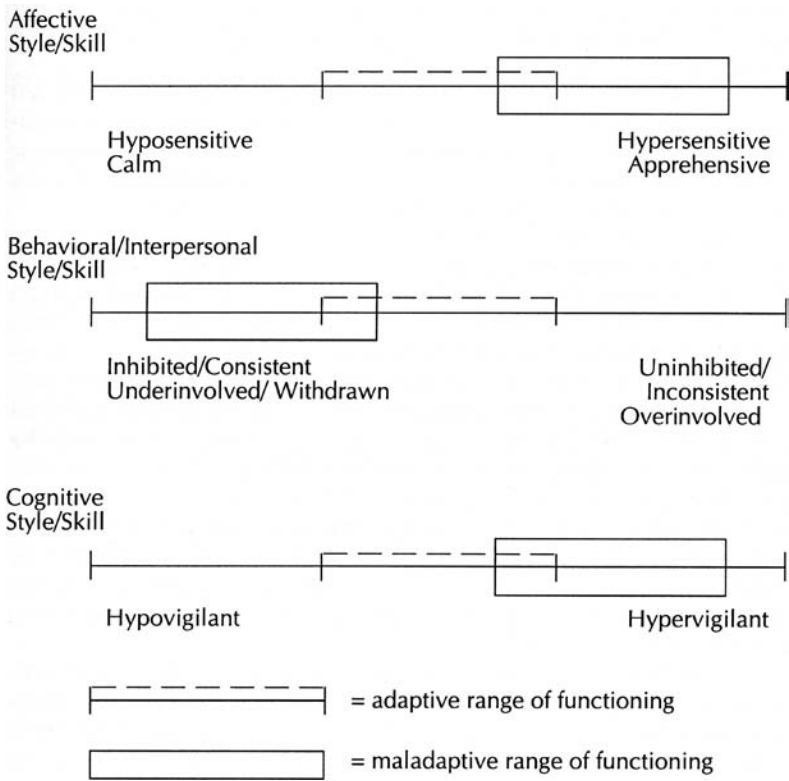 Affective
Style/Skill
Hyposensitive
Calm
Hypersensitive
Apprehensive
Behavioral/Interpersonal
Style/Skill
Inhibited/Consistent
Underinvolved/ Withdrawn
Uninhibited/
Inconsistent
Overinvolved
Cognitive
Style/Skill
Hypovigilant
Hypervigilant
= adaptive range of functioning
= maladaptive range of functioning